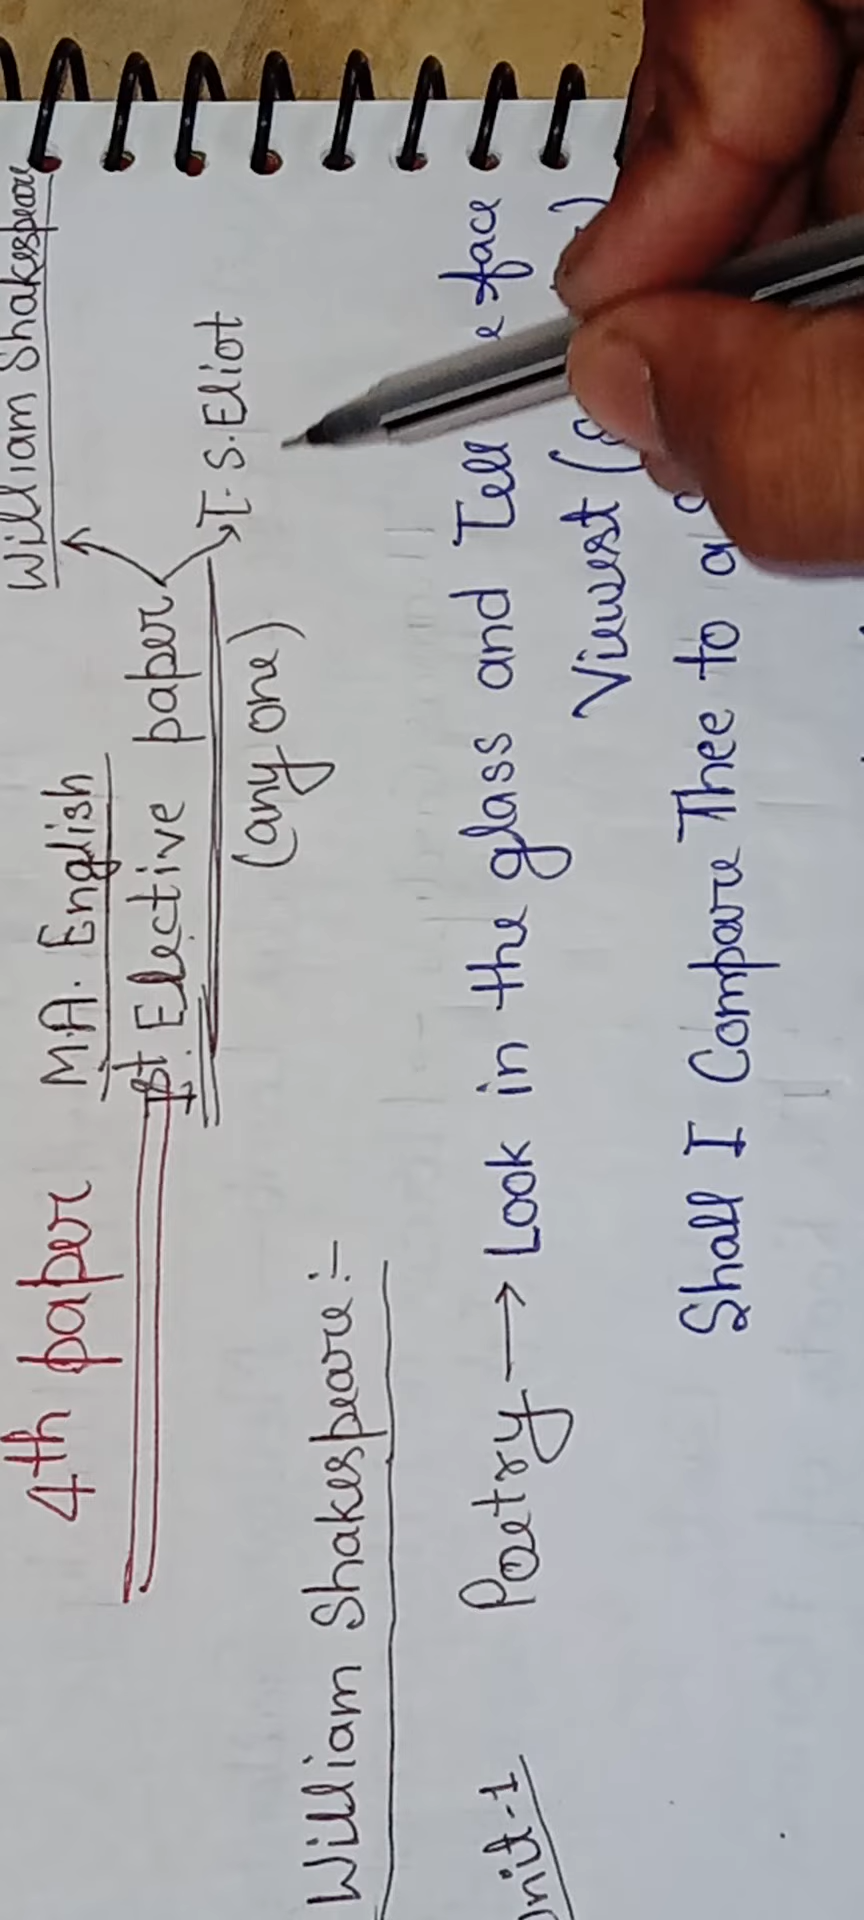 William Shakespeare
4th paper M.A. English
Ist Elective paper
T.S. Eliot
(any one)
William Shakespeare:-
Unit-1 Poetry → Look in the glass and Tell face
Viewest (
Shall I Compare Thee to a